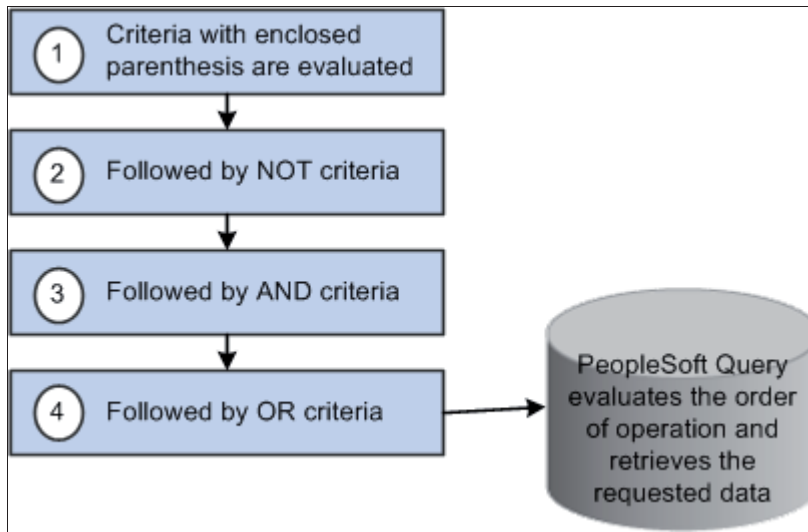 1
Criteria with enclosed
parenthesis are evaluated
2
Followed by NOT criteria
3
Followed by AND criteria
4
Followed by OR criteria
PeopleSoft Query
evaluates the order
of operation and
retrieves the
requested data